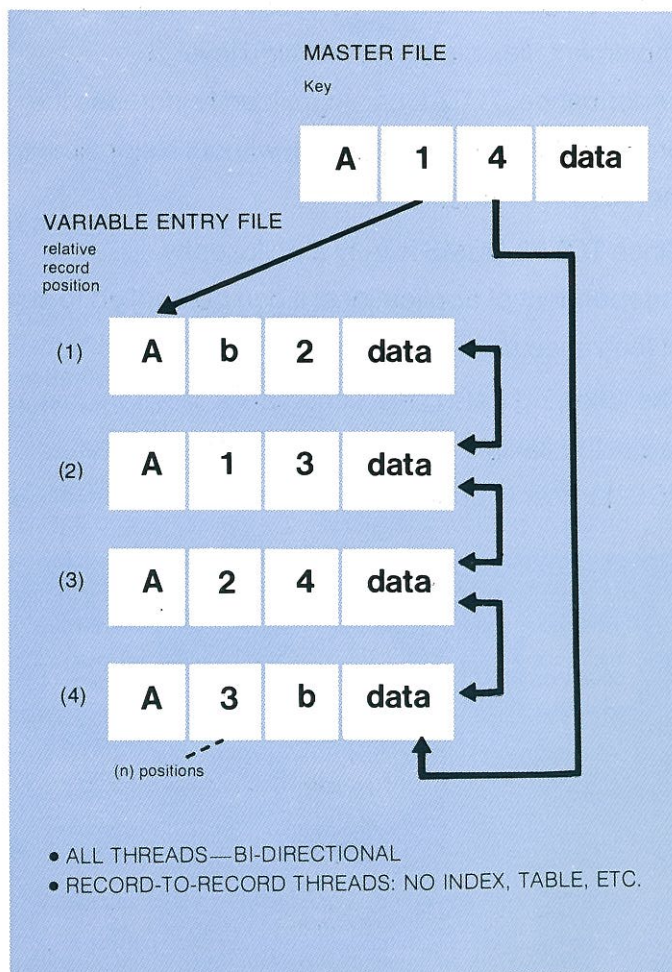 MASTER FILE
Key
A 1 4 data
VARIABLE ENTRY FILE
relative
record
position
(1) A b 2 data
(2) A 1 3 data
(3) A 2 4 data
(4) A 3 b data
(n) positions
• ALL THREADS—BI-DIRECTIONAL
• RECORD-TO-RECORD THREADS: NO INDEX, TABLE, ETC.